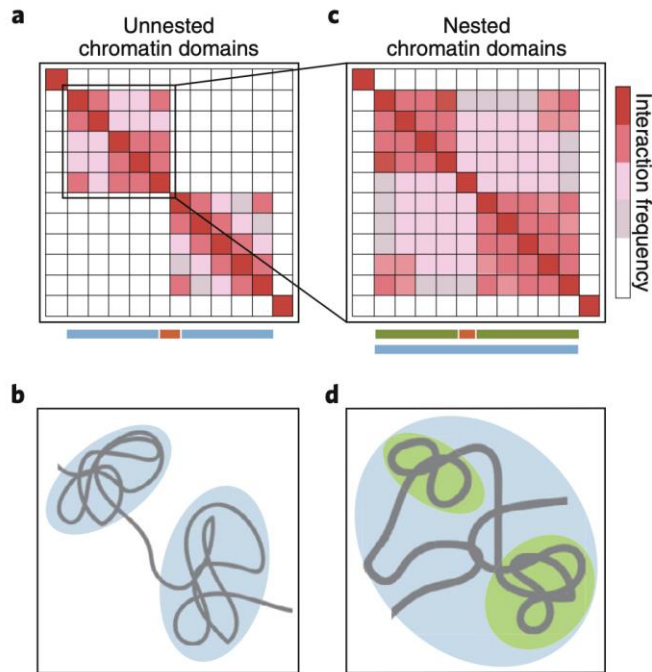 a
Unnested
chromatin domains
c
Nested
chromatin domains
Interaction frequency
b
d